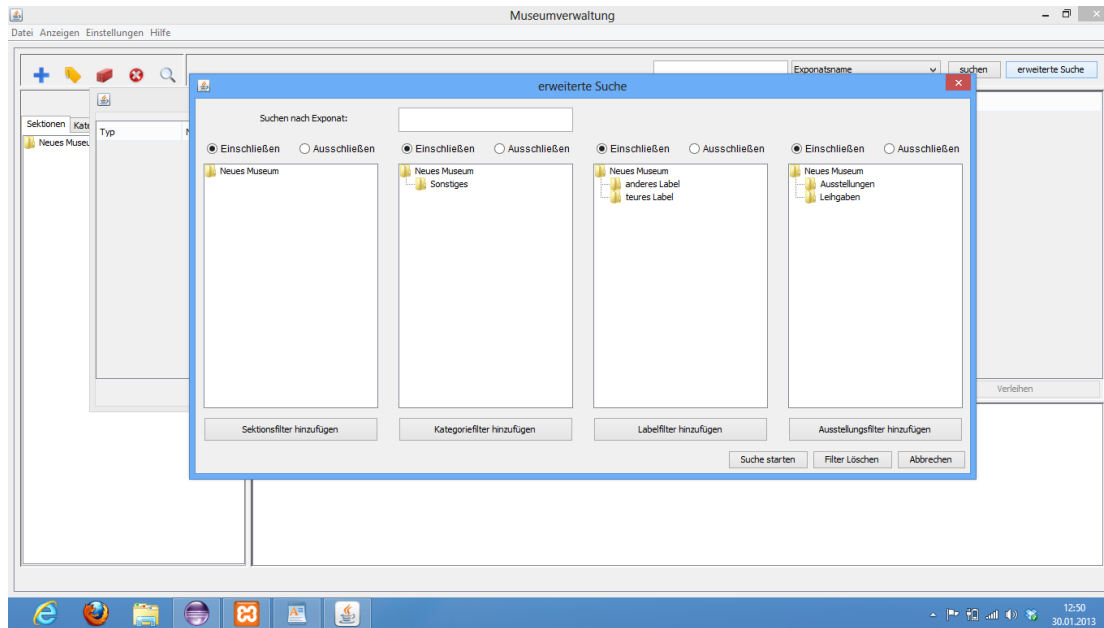 Museumverwaltung
Datei Anzeigen Einstellungen Hilfe
Exponatsname suchen erweiterte Suche
erweiterte Suche
Sektionen
Typ
Neues
Suchen nach Exponat:
Einschließen Ausschließen Einschließen Ausschließen Einschließen Ausschließen Einschließen Ausschließen
Neues Museum Neues Museum Neues Museum Neues Museum
Sonstiges anderes Label Ausstellungen
teures Label Leihgaben
Verleihen
Sektionsfilter hinzufügen Kategoriefilter hinzufügen Labelfilter hinzufügen Ausstellungsfilter hinzufügen
Suche starten Filter Löschen Abbrechen
12:50
30.01.2013